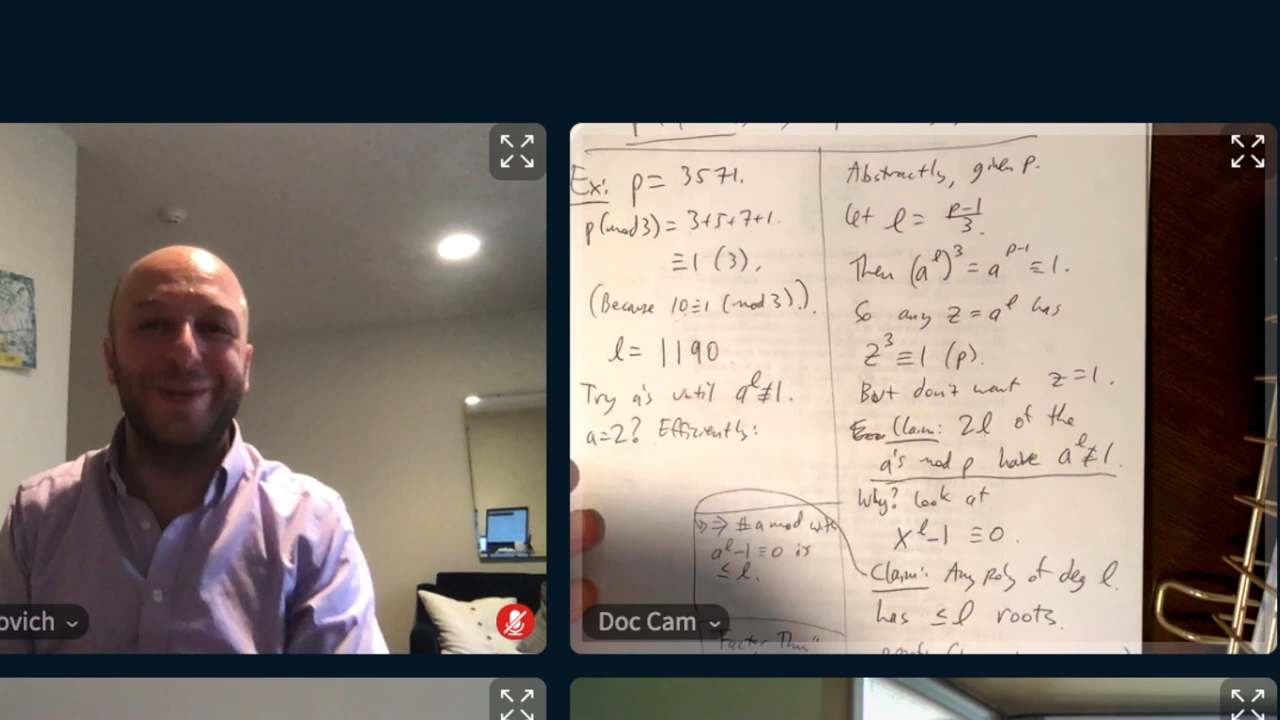 Ex: p = 3571.
p(mod 3) = 3+5+7+1.
≡ 1 (3).
(Because 10 ≡ 1 (mod 3)).
l = 1190
Try a's until a^l ≢ 1.
a=2? Efficiently:
⇒ # a mod with
a^l - 1 ≡ 0 is
≤ l.
"Factor Thm"
Abstractly, given p.
Let l = (p-1)/3.
Then (a^l)^3 = a^{p-1} ≡ 1.
So any z = a^l has
z^3 ≡ 1 (p).
But don't want z = 1.
Claim: 2l of the
a's mod p have a^l ≢ 1.
Why? look at
x^l - 1 ≡ 0.
Claim: Any poly of deg l
has ≤ l roots.
ovich
Doc Cam